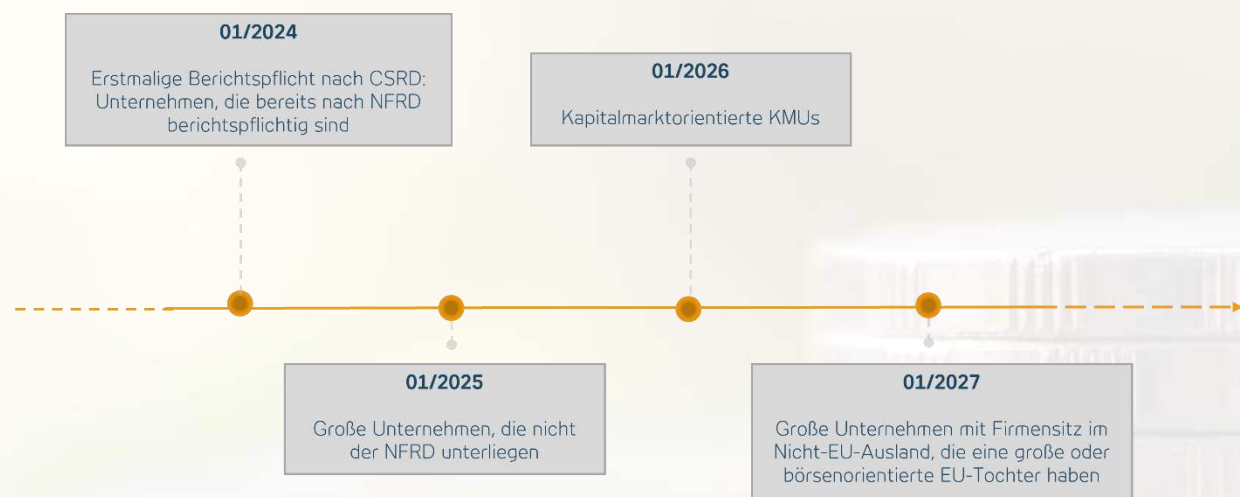 01/2024
Erstmalige Berichtspflicht nach CSRD:
Unternehmen, die bereits nach NFRD
berichtspflichtig sind
01/2025
Große Unternehmen, die nicht
der NFRD unterliegen
01/2026
Kapitalmarktorientierte KMUs
01/2027
Große Unternehmen mit Firmensitz im
Nicht-EU-Ausland, die eine große oder
börsenorientierte EU-Tochter haben